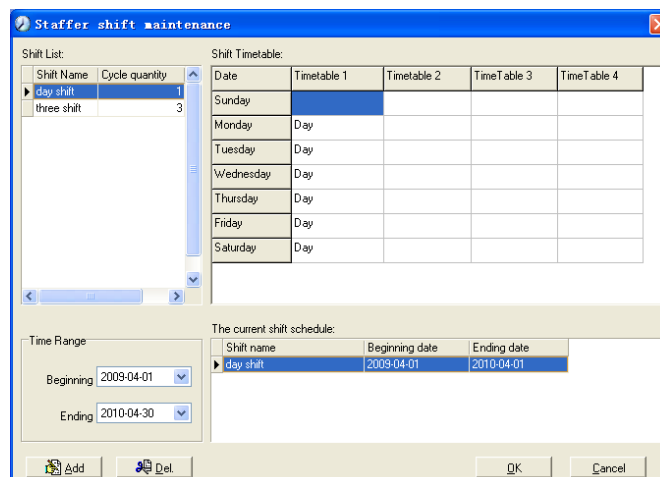 Staffer shift maintenance
Shift List:
Shift Name Cycle quantity
day shift 1
three shift 3
Shift Timetable:
Date Timetable 1 Timetable 2 TimeTable 3 TimeTable 4
Sunday
Monday Day
Tuesday Day
Wednesday Day
Thursday Day
Friday Day
Saturday Day
Time Range
Beginning 2009-04-01
Ending 2010-04-30
The current shift schedule:
Shift name Beginning date Ending date
day shift 2009-04-01 2010-04-01
Add Del. OK Cancel